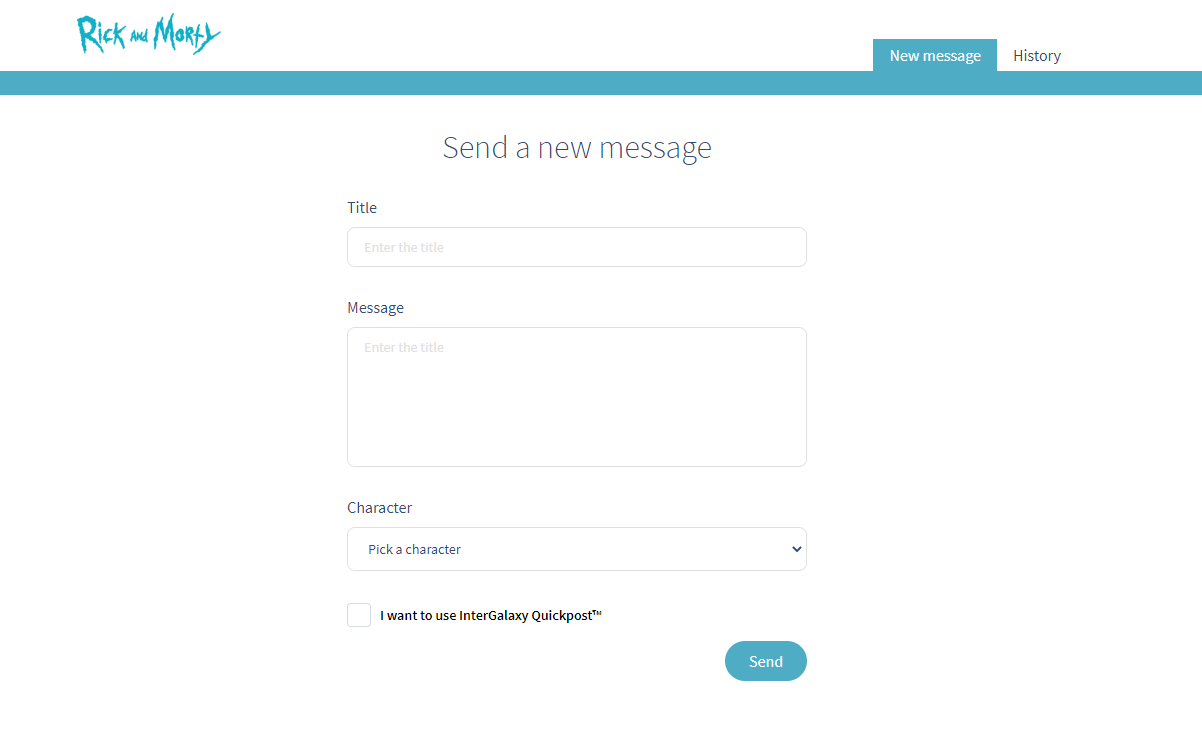 Rick and Morty
New message
History
Send a new message
Title
Enter the title
Message
Enter the title
Character
Pick a character
I want to use InterGalaxy Quickpost™
Send